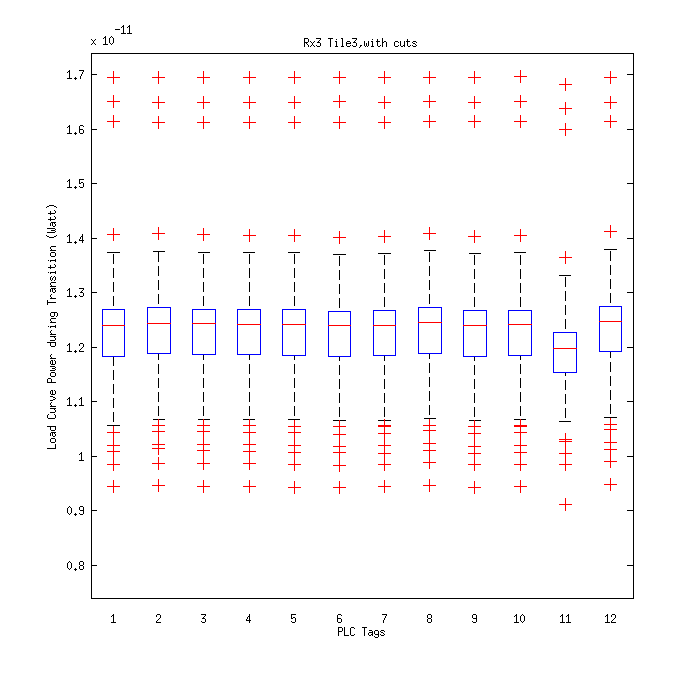 x 10^-11
Rx3 Tile3,with cuts
1.7
1.6
1.5
1.4
1.3
1.2
1.1
1
0.9
0.8
Load Curve Power during Transition (Watt)
1 2 3 4 5 6 7 8 9 10 11 12
PLC Tags